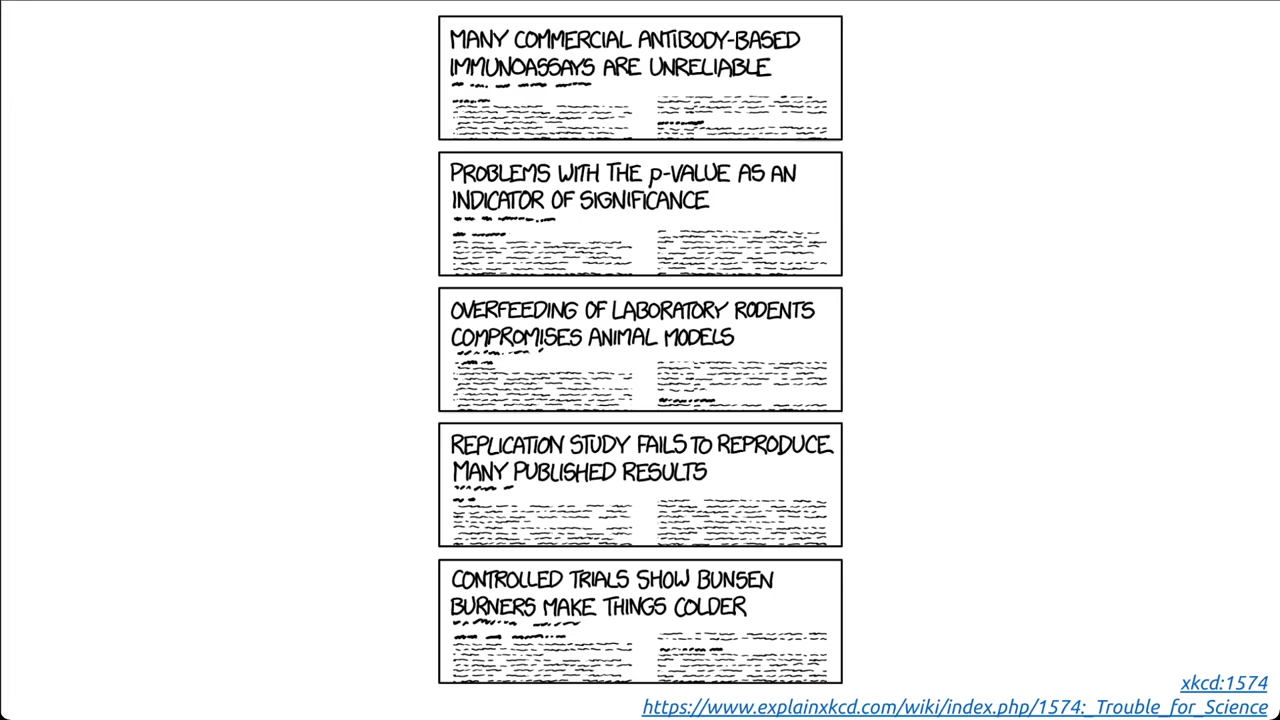 MANY COMMERCIAL ANTIBODY-BASED
IMMUNOASSAYS ARE UNRELIABLE
PROBLEMS WITH THE p-VALUE AS AN
INDICATOR OF SIGNIFICANCE
OVERFEEDING OF LABORATORY RODENTS
COMPROMISES ANIMAL MODELS
REPLICATION STUDY FAILS TO REPRODUCE
MANY PUBLISHED RESULTS
CONTROLLED TRIALS SHOW BUNSEN
BURNERS MAKE THINGS COLDER
xkcd:1574
https://www.explainxkcd.com/wiki/index.php/1574:_Trouble_for_Science